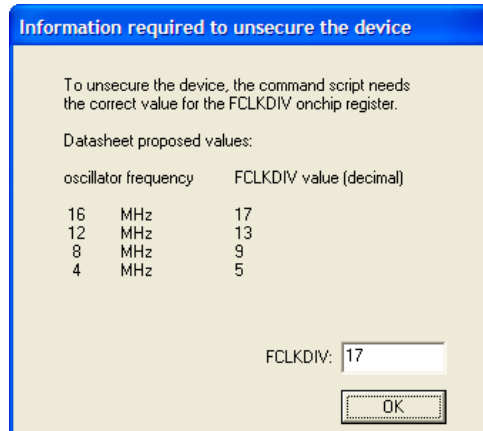 Information required to unsecure the device
To unsecure the device, the command script needs
the correct value for the FCLKDIV onchip register.
Datasheet proposed values:
oscillator frequency FCLKDIV value (decimal)
16 MHz 17
12 MHz 13
8 MHz 9
4 MHz 5
FCLKDIV: 17
OK